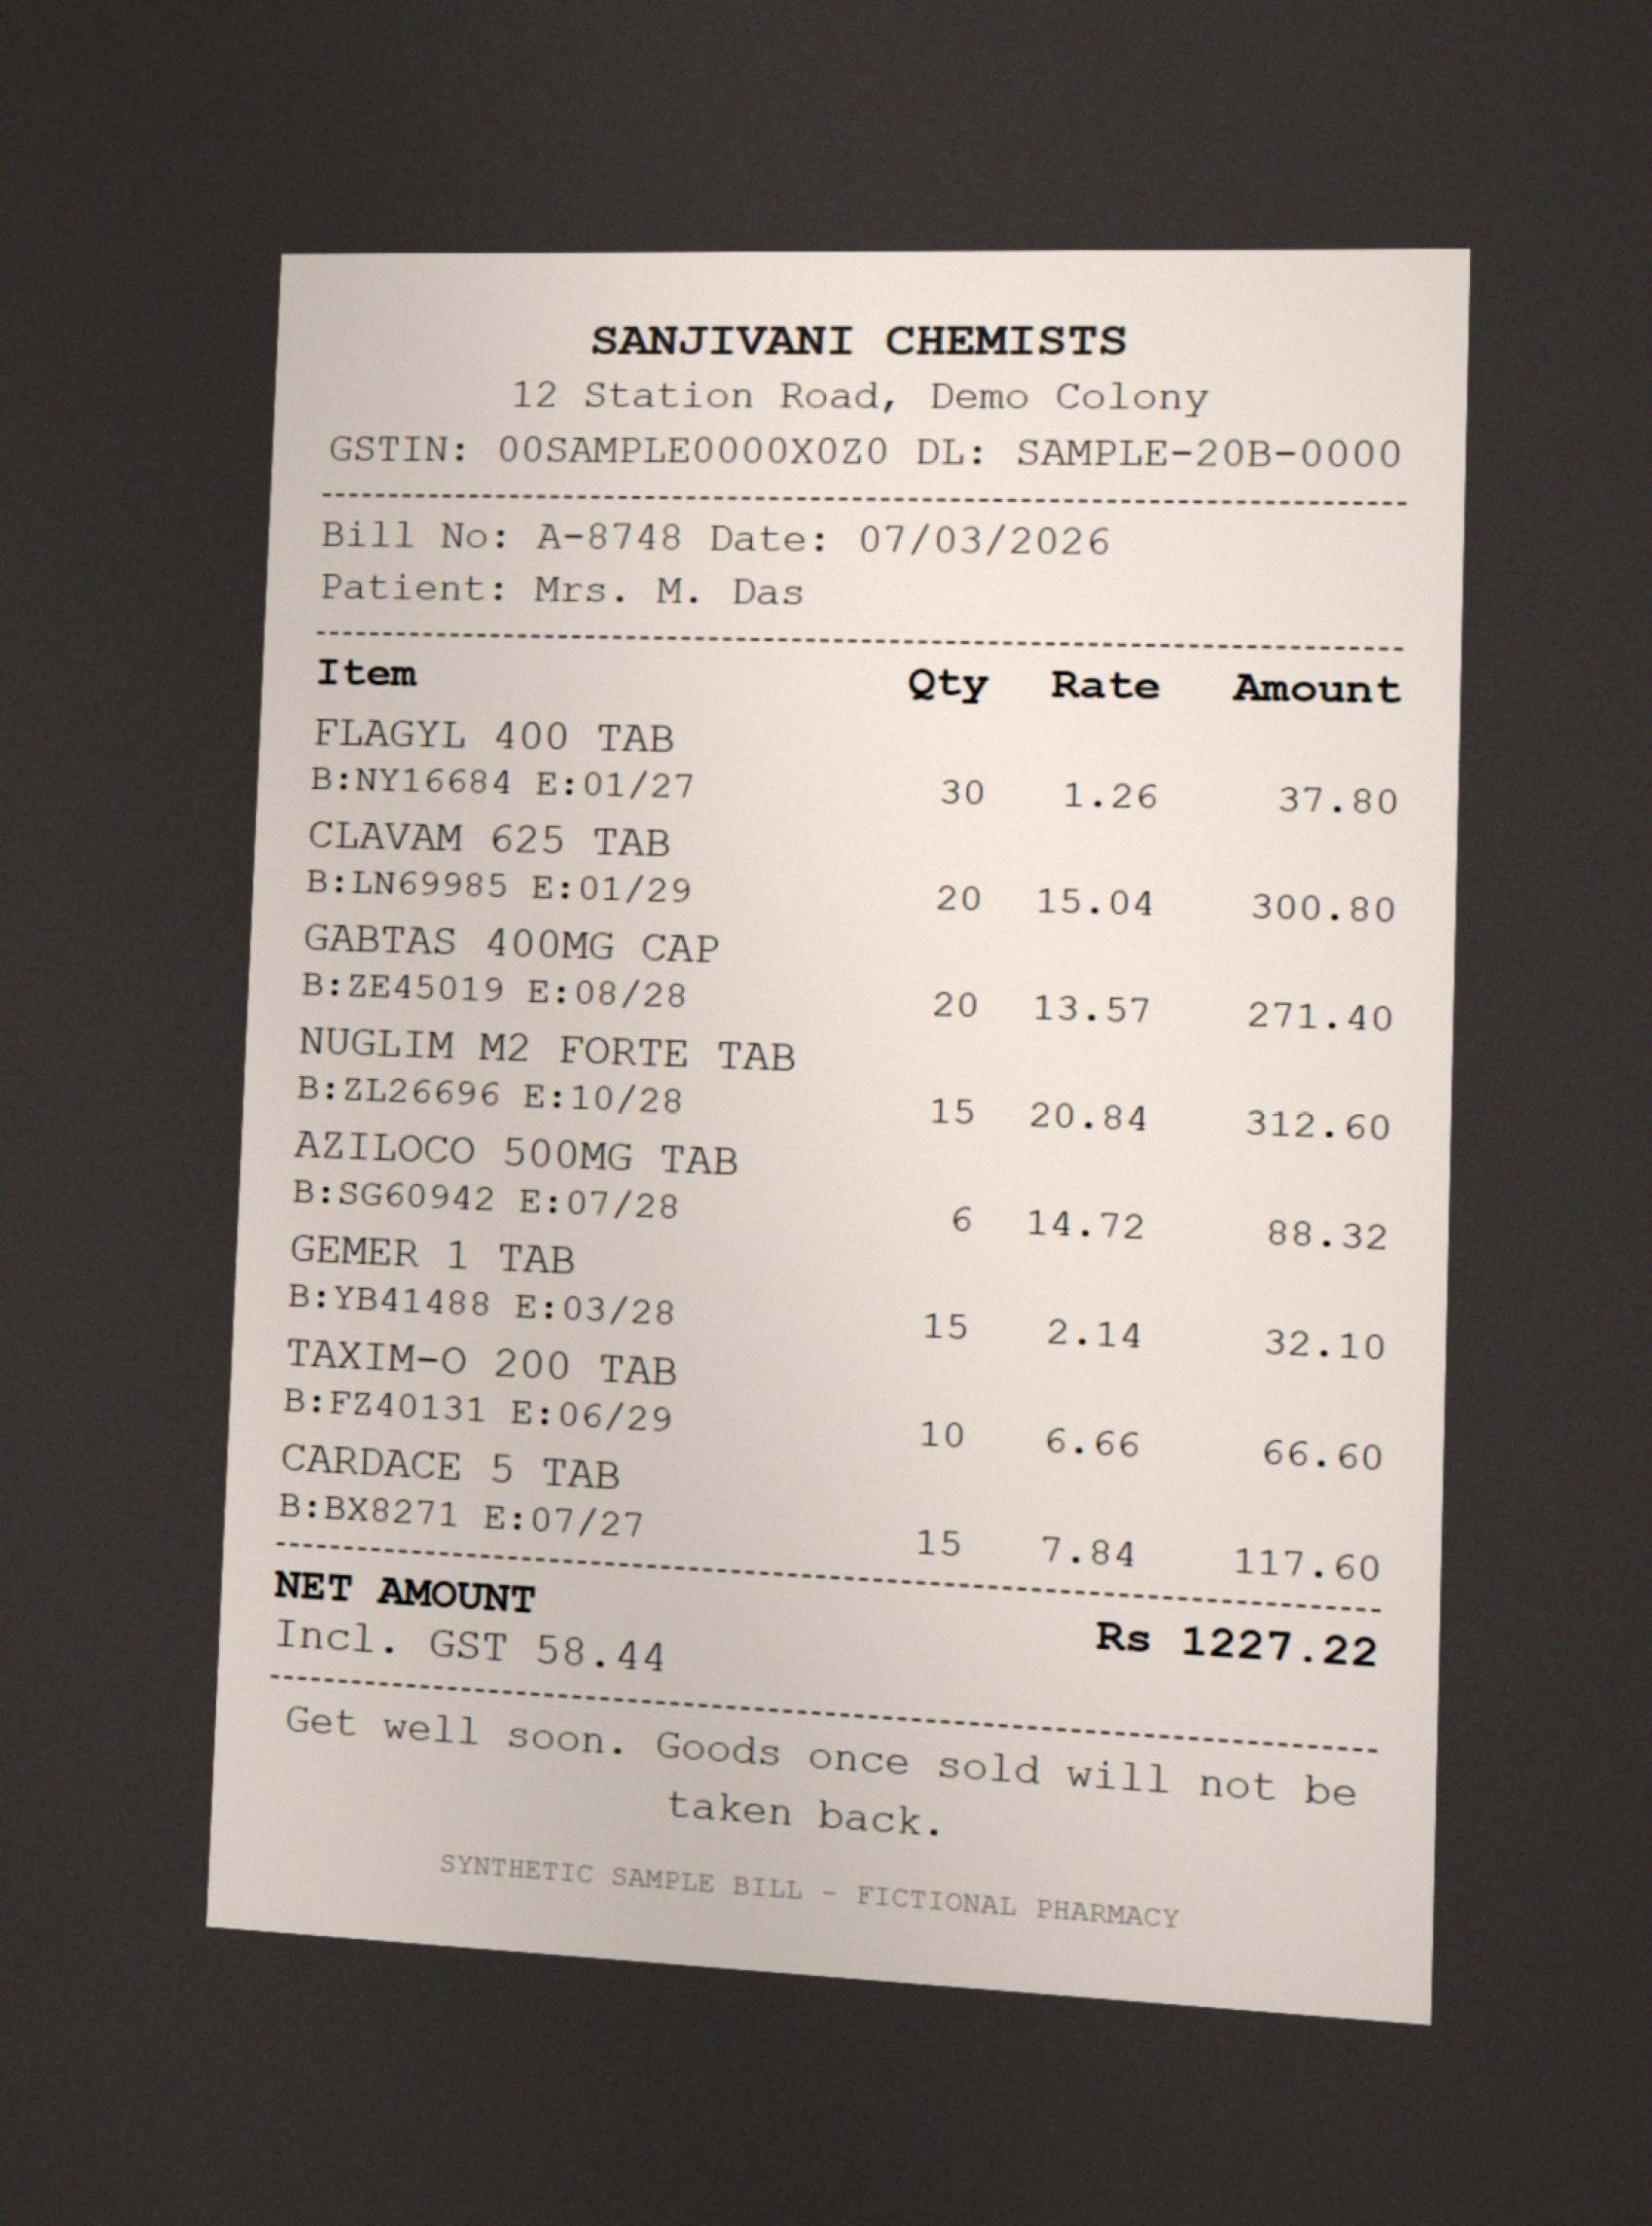 SANJIVANI CHEMISTS
12 Station Road, Demo Colony
GSTIN: 00SAMPLE0000X0Z0 DL: SAMPLE-20B-0000
Bill No: A-8748 Date: 07/03/2026
Patient: Mrs. M. Das
Item Qty Rate Amount
FLAGYL 400 TAB
B:NY16684 E:01/27 30 1.26 37.80
CLAVAM 625 TAB
B:LN69985 E:01/29 20 15.04 300.80
GABTAS 400MG CAP
B:ZE45019 E:08/28 20 13.57 271.40
NUGLIM M2 FORTE TAB
B:ZL26696 E:10/28 15 20.84 312.60
AZILOCO 500MG TAB
B:SG60942 E:07/28 6 14.72 88.32
GEMER 1 TAB
B:YB41488 E:03/28 15 2.14 32.10
TAXIM-O 200 TAB
B:FZ40131 E:06/29 10 6.66 66.60
CARDACE 5 TAB
B:BX8271 E:07/27 15 7.84 117.60
NET AMOUNT Rs 1227.22
Incl. GST 58.44
Get well soon. Goods once sold will not be
taken back.
SYNTHETIC SAMPLE BILL - FICTIONAL PHARMACY